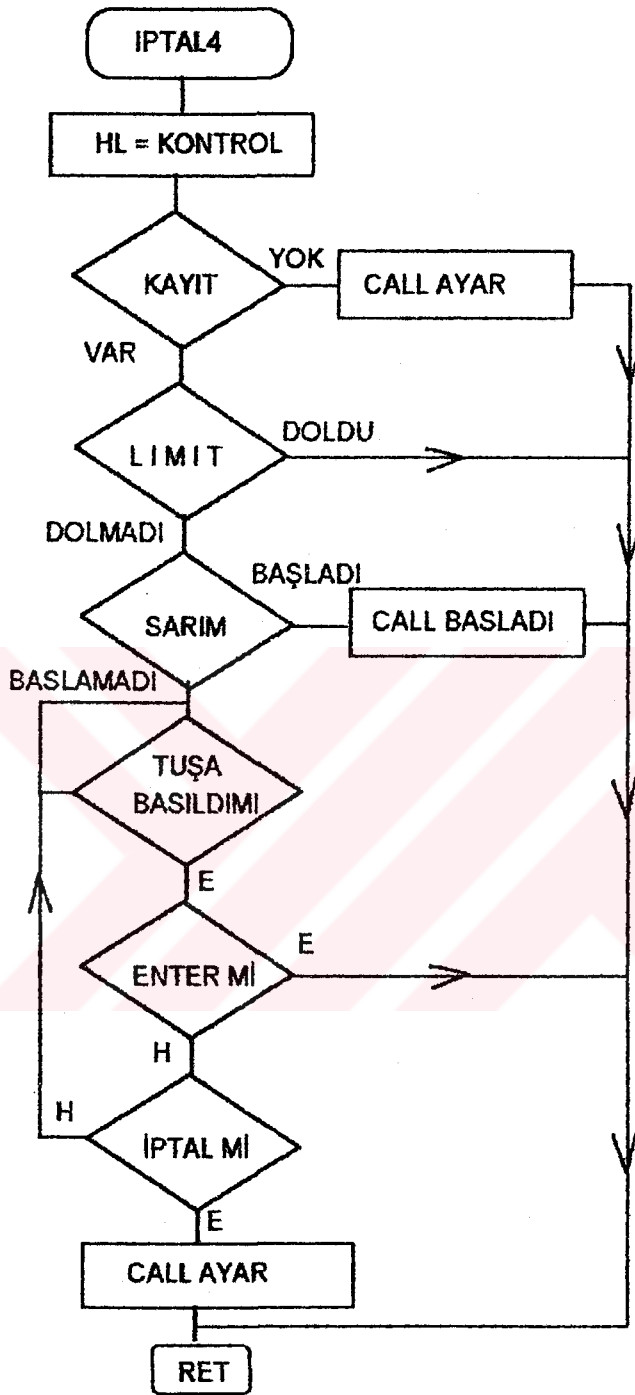 IPTAL4
HL = KONTROL
KAYIT
YOK
CALL AYAR
VAR
LIMIT
DOLDU
DOLMADI
SARIM
BAŞLADI
CALL BASLADI
BASLAMADI
TUŞA
BASILDIMI
E
ENTER Mİ
E
H
İPTAL Mİ
H
E
CALL AYAR
RET